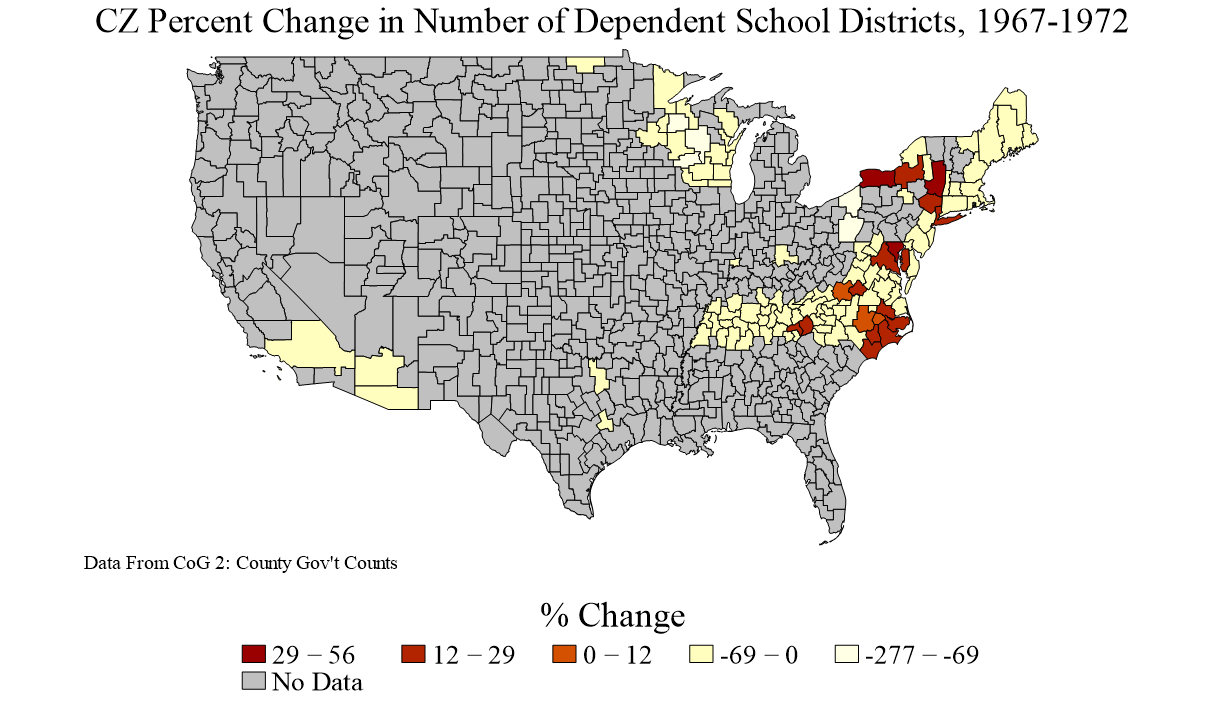 CZ Percent Change in Number of Dependent School Districts, 1967-1972
Data From CoG 2: County Gov't Counts
% Change
29 – 56 12 – 29 0 – 12 -69 – 0 -277 – -69
No Data